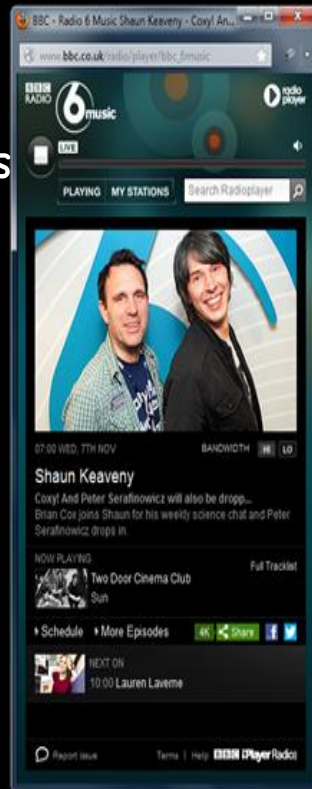 BBC - Radio 6 Music Shaun Keaveny - Coxy! An...
www.bbc.co.uk/radio/player/bbc_6music
BBC
RADIO
6
music
radio
player
LIVE
s
PLAYING MY STATIONS Search Radioplayer
07:00 WED, 7TH NOV BANDWIDTH HI LO
Shaun Keaveny
Coxy! And Peter Serafinowicz will also be dropp...
Brian Cox joins Shaun for his weekly science chat and Peter
Serafinowicz drops in.
NOW PLAYING Full Tracklist
Two Door Cinema Club
Sun
Schedule More Episodes 4K Share f
NEXT ON
10:00 Lauren Laverne
Report issue Terms | Help BBC iPlayer Radio